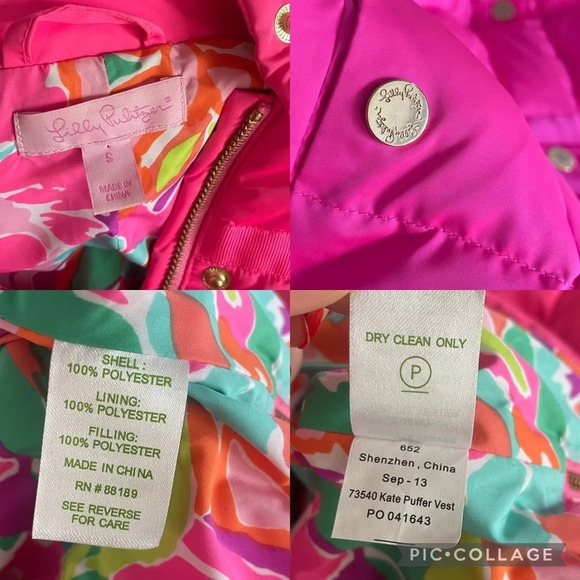 Lilly Pulitzer
S
MADE IN
CHINA
Lilly Pulitzer
Lilly Pulitzer
SHELL:
100% POLYESTER
LINING:
100% POLYESTER
FILLING:
100% POLYESTER
MADE IN CHINA
RN # 88189
SEE REVERSE
FOR CARE
DRY CLEAN ONLY
P
652
Shenzhen, China
Sep - 13
73540 Kate Puffer Vest
PO 041643
PIC•COLLAGE